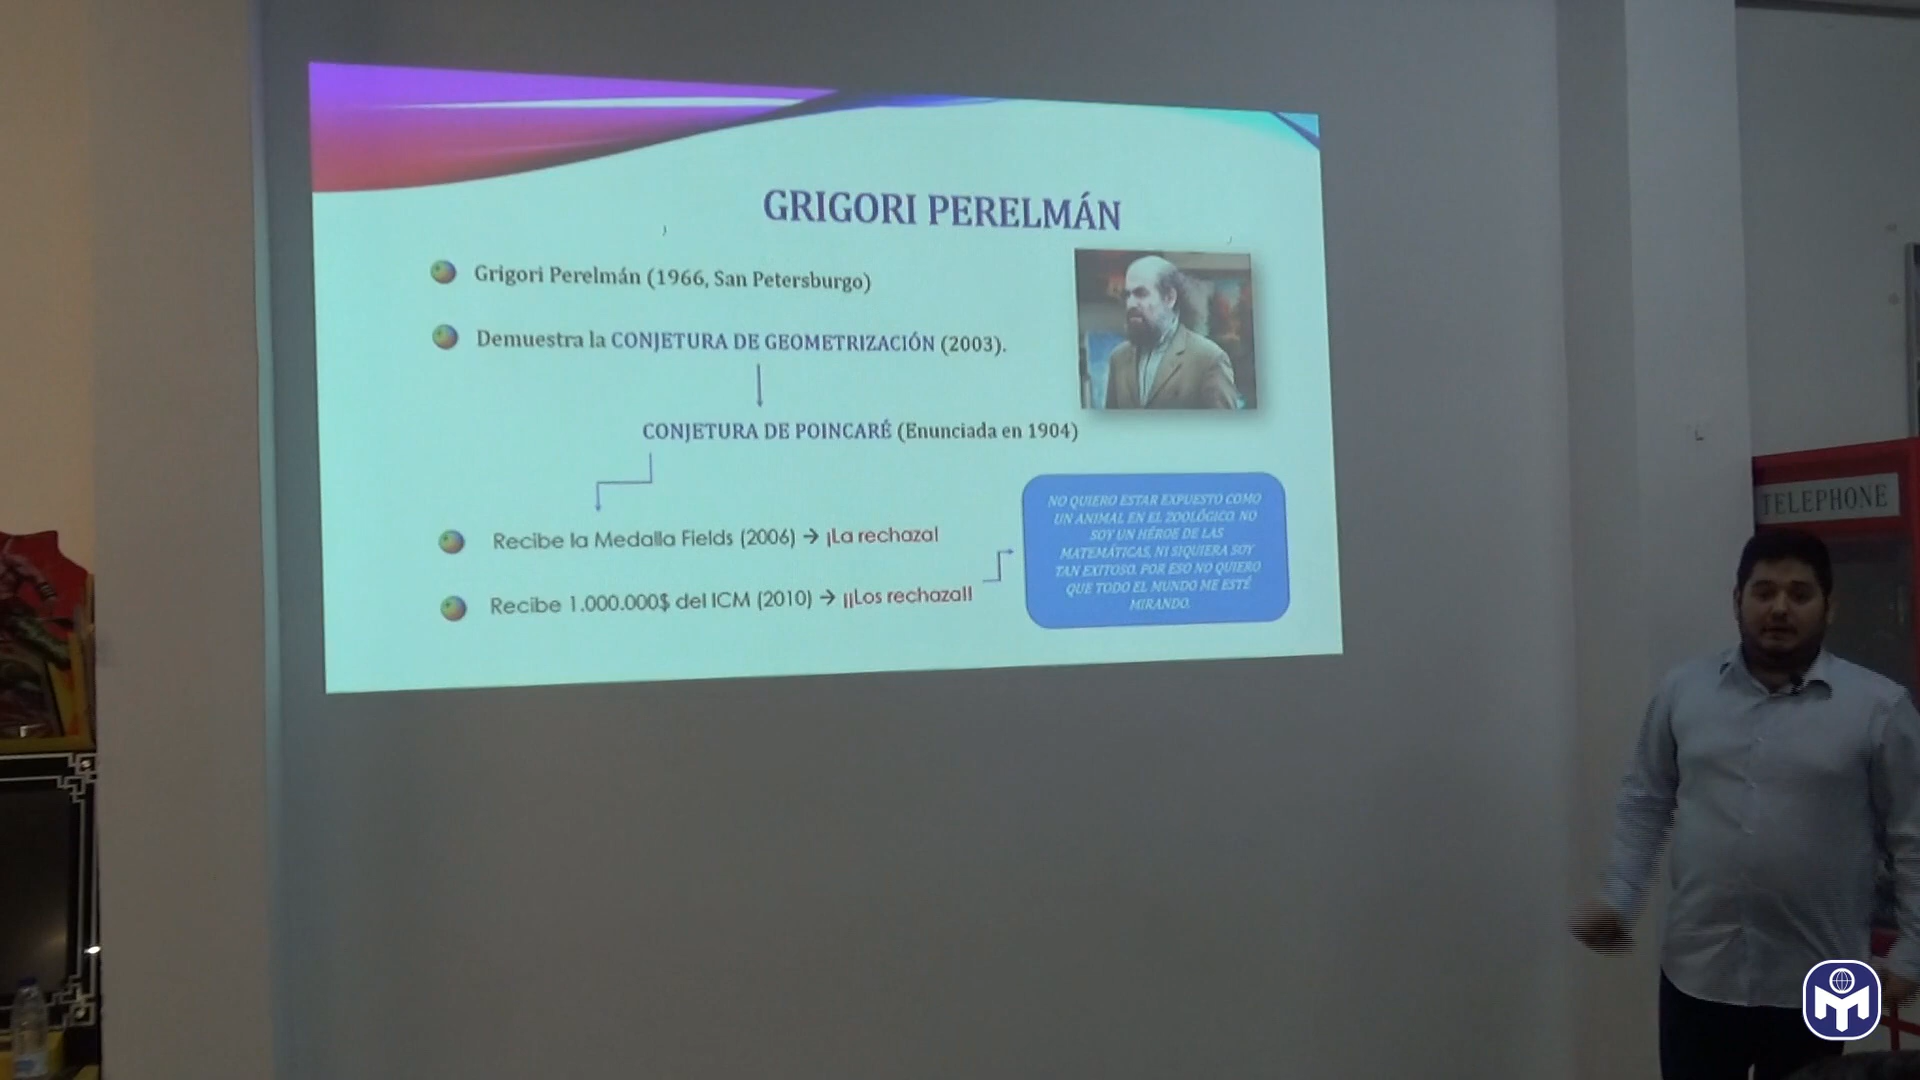 GRIGORI PERELMÁN
Grigori Perelmán (1966, San Petersburgo)
Demuestra la CONJETURA DE GEOMETRIZACIÓN (2003).
CONJETURA DE POINCARÉ (Enunciada en 1904)
Recibe la Medalla Fields (2006) → ¡La rechaza!
Recibe 1.000.000$ del ICM (2010) → ¡¡Los rechaza!!
NO QUIERO ESTAR EXPUESTO COMO
UN ANIMAL EN EL ZOOLÓGICO. NO
SOY UN HÉROE DE LAS
MATEMÁTICAS, NI SIQUIERA SOY
TAN EXITOSO. POR ESO NO QUIERO
QUE TODO EL MUNDO ME ESTÉ
MIRANDO.
TELEPHONE